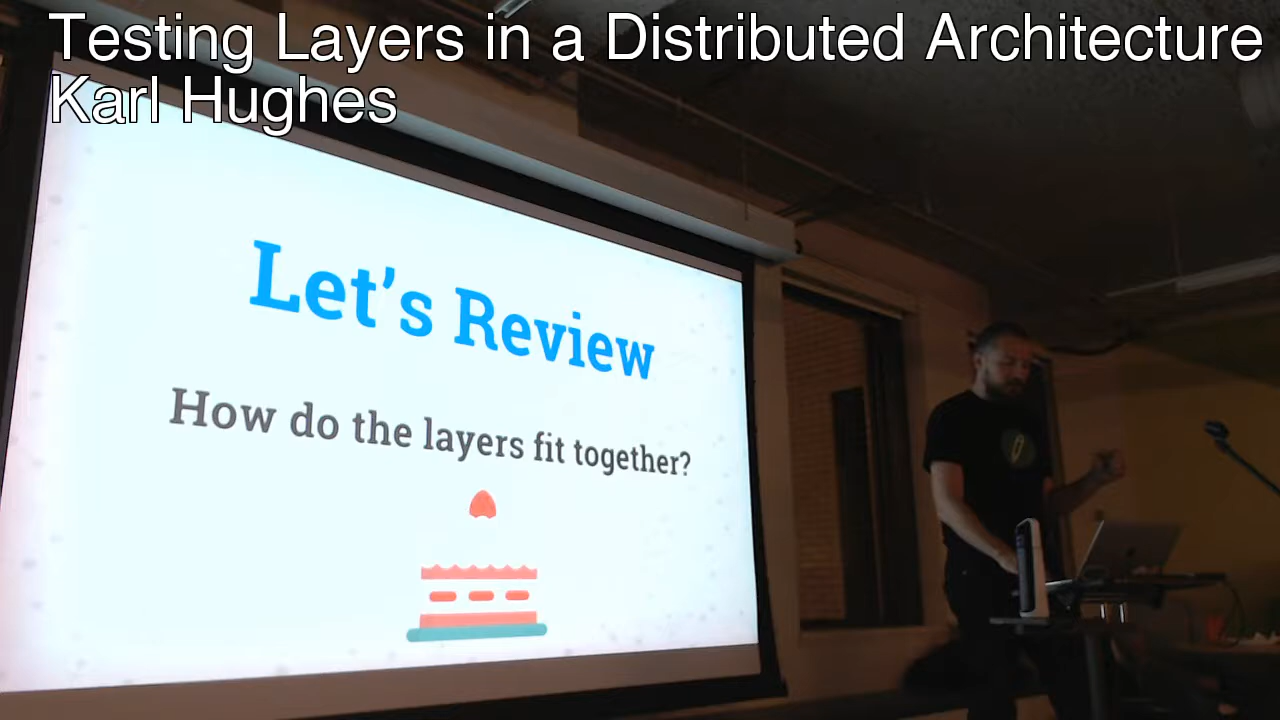 Testing Layers in a Distributed Architecture
Karl Hughes
Let's Review
How do the layers fit together?